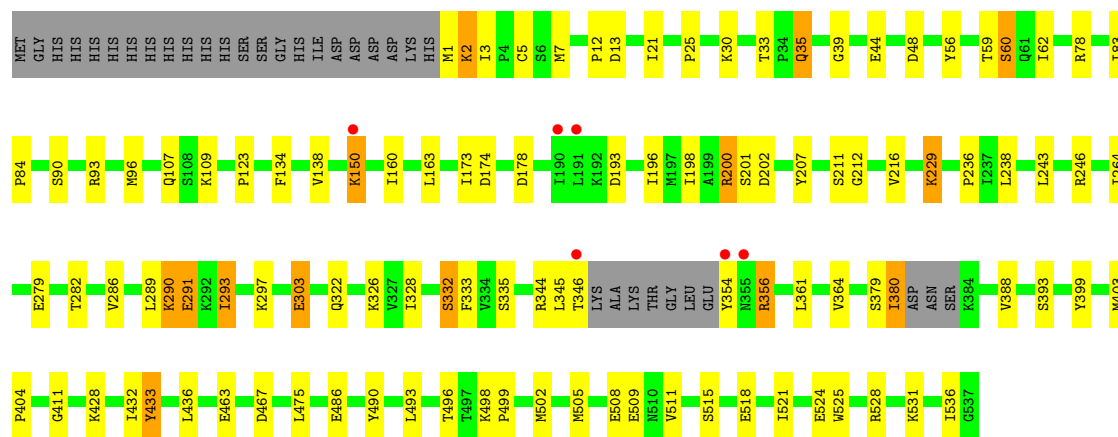 MET GLY HIS HIS HIS HIS HIS HIS HIS HIS HIS HIS SER SER GLY HIS ILE ASP ASP ASP ASP LYS HIS M1 K2 I3 P4 C5 S6 M7 P12 D13 I21 P25 K30 T33 P34 Q35 G39 E44 D48 Y56 T59 S60 Q61 I62 R78
P84 S90 R93 M96 Q107 S108 K109 P123 F134 V138 K150 I160 L163 I173 D174 D178 I190 L191 K192 D193 I196 M197 I198 A199 R200 S201 D202 Y207 S211 G212 V216 K229 P236 I237 L238 L243 R246
E279 T282 V286 L289 K290 E291 K292 I293 K297 E303 Q322 K326 V327 I328 S332 F333 V334 S335 R344 L345 T346 LYS ALA LYS THR GLY LEU GLU Y354 N355 R356 L361 W364 S379 I380 ASP ASN SER K384 V388 S393 Y399
P404 G411 K428 I432 Y433 L436 E463 D467 L475 E486 Y490 L493 T496 T497 K498 P499 M502 M505 E508 E509 N510 V511 S515 E518 I521 E524 W525 R528 K531 I536 G537